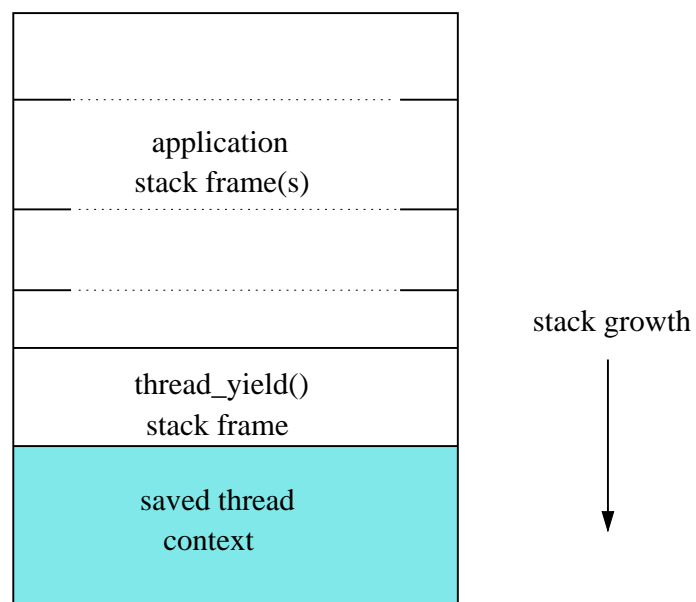 application
stack frame(s)
stack growth
thread_yield()
stack frame
saved thread
context